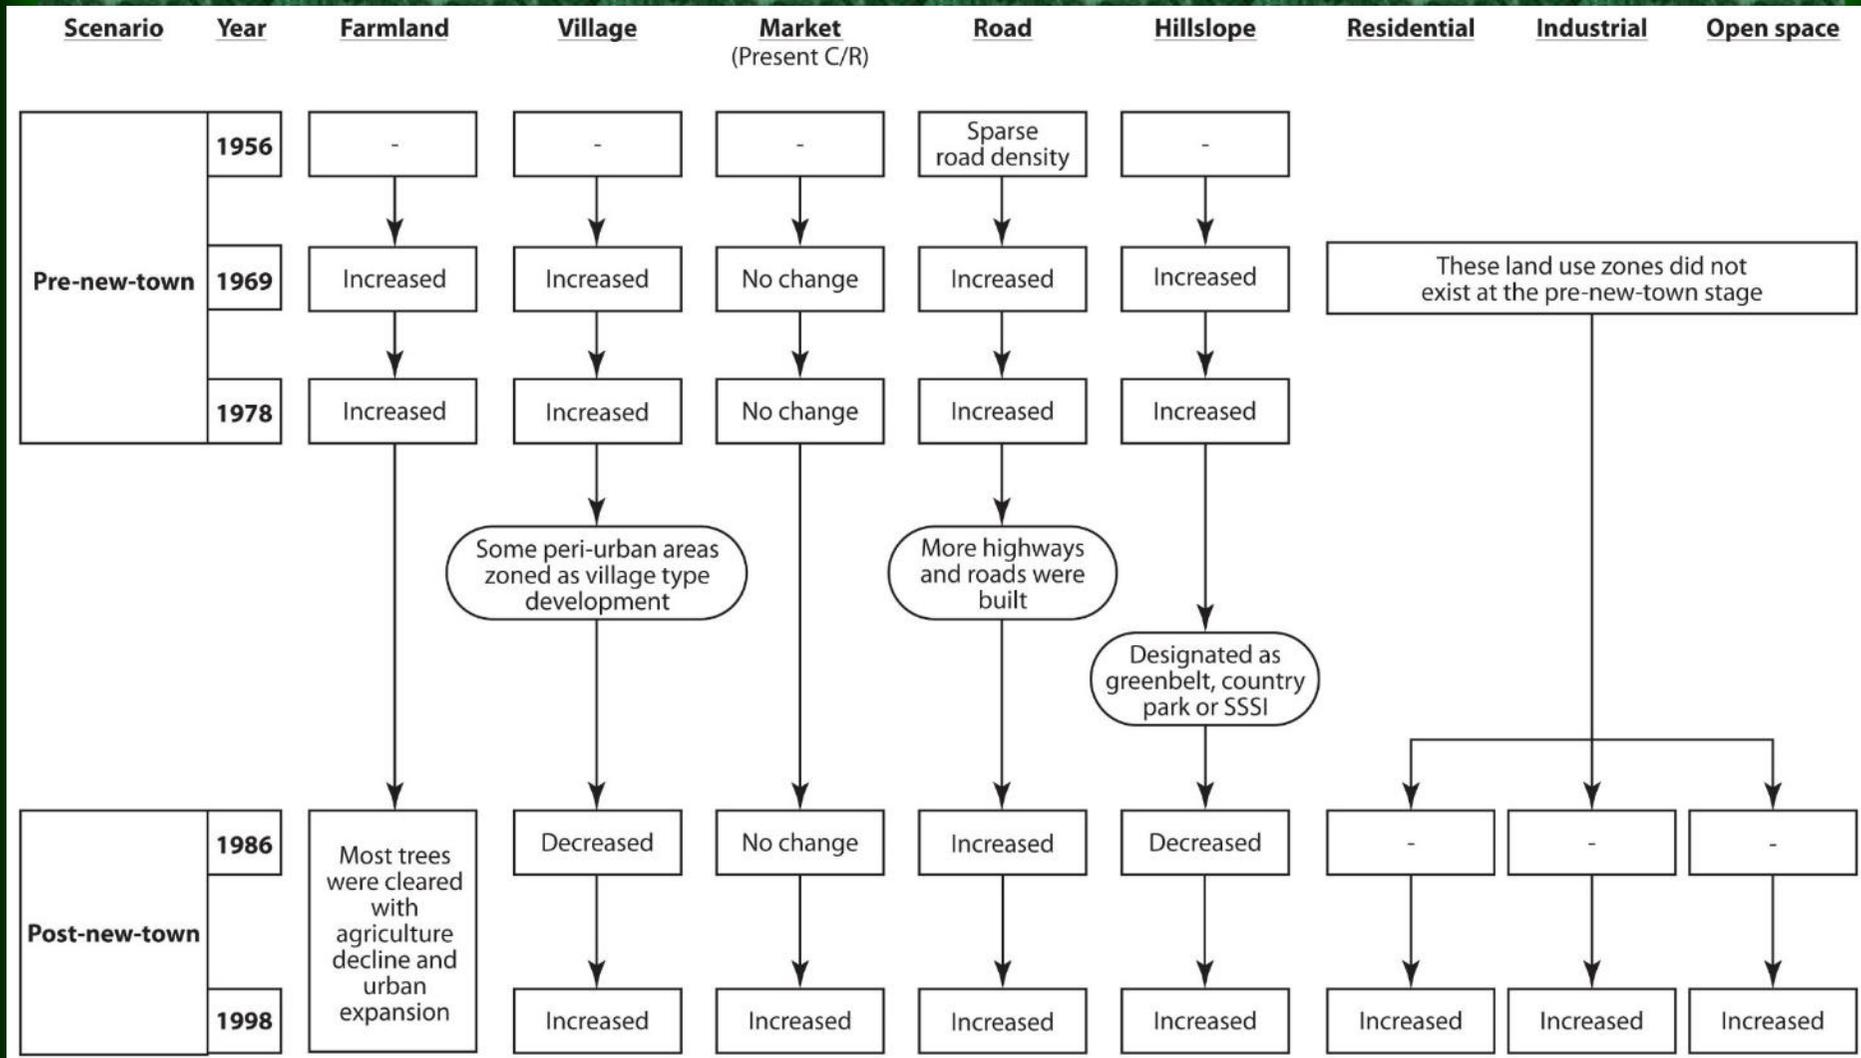 Scenario Year Farmland Village Market Road Hillslope Residential Industrial Open space
(Present C/R)
Pre-new-town
1956
-
-
-
Sparse
road density
-
1969
Increased
Increased
No change
Increased
Increased
These land use zones did not
exist at the pre-new-town stage
1978
Increased
Increased
No change
Increased
Increased
Some peri-urban areas
zoned as village type
development
More highways
and roads were
built
Designated as
greenbelt, country
park or SSSI
Post-new-town
1986
Most trees
were cleared
with
agriculture
decline and
urban
expansion
Decreased
No change
Increased
Decreased
-
-
-
1998
Increased
Increased
Increased
Increased
Increased
Increased
Increased